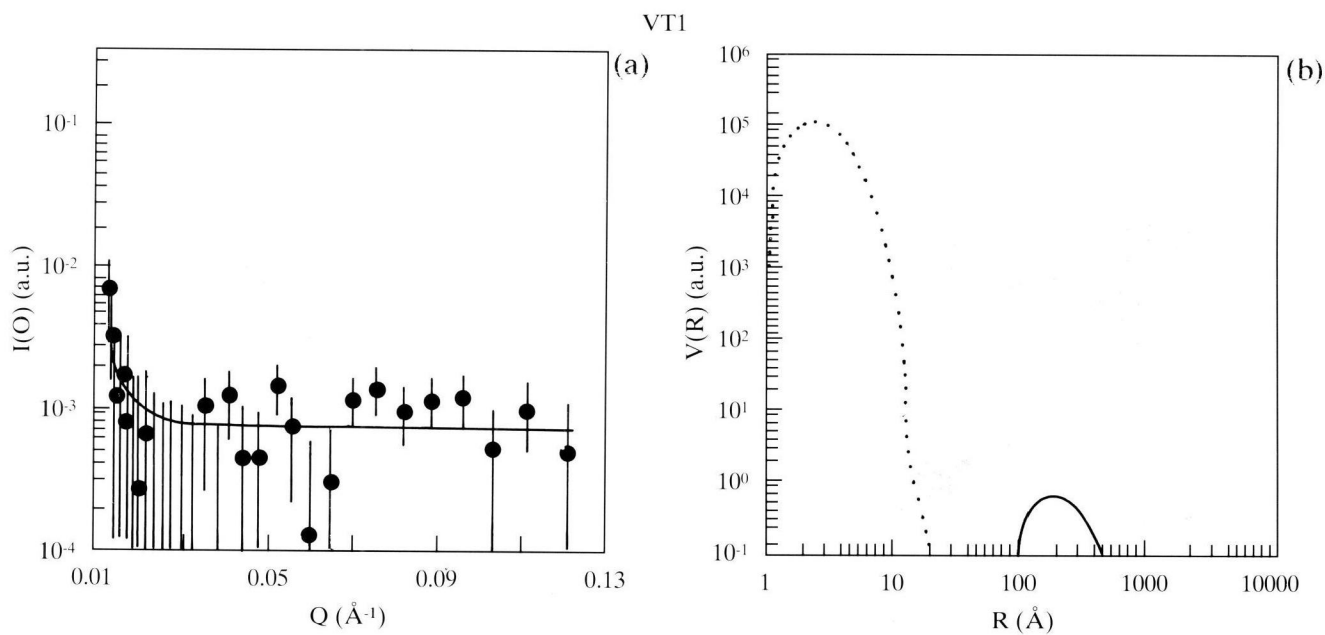 VT1
(a)
10⁻¹
10⁻²
10⁻³
10⁻⁴
I(O) (a.u.)
0.01 0.05 0.09 0.13
Q (Å⁻¹)
(b)
10⁶
10⁵
10⁴
10³
10²
10¹
10⁰
10⁻¹
V(R) (a.u.)
1 10 100 1000 10000
R (Å)